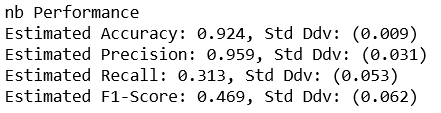 nb Performance
Estimated Accuracy: 0.924, Std Ddv: (0.009)
Estimated Precision: 0.959, Std Ddv: (0.031)
Estimated Recall: 0.313, Std Ddv: (0.053)
Estimated F1-Score: 0.469, Std Ddv: (0.062)